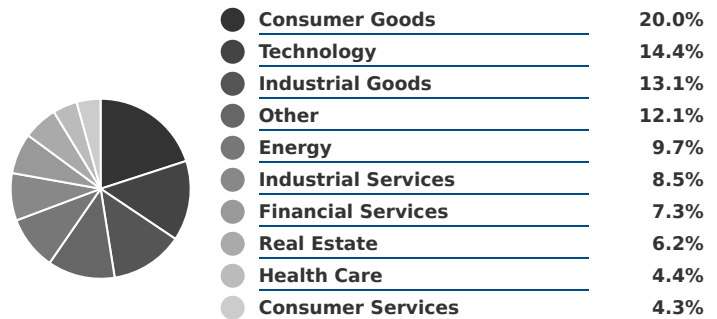 Consumer Goods 20.0%
Technology 14.4%
Industrial Goods 13.1%
Other 12.1%
Energy 9.7%
Industrial Services 8.5%
Financial Services 7.3%
Real Estate 6.2%
Health Care 4.4%
Consumer Services 4.3%